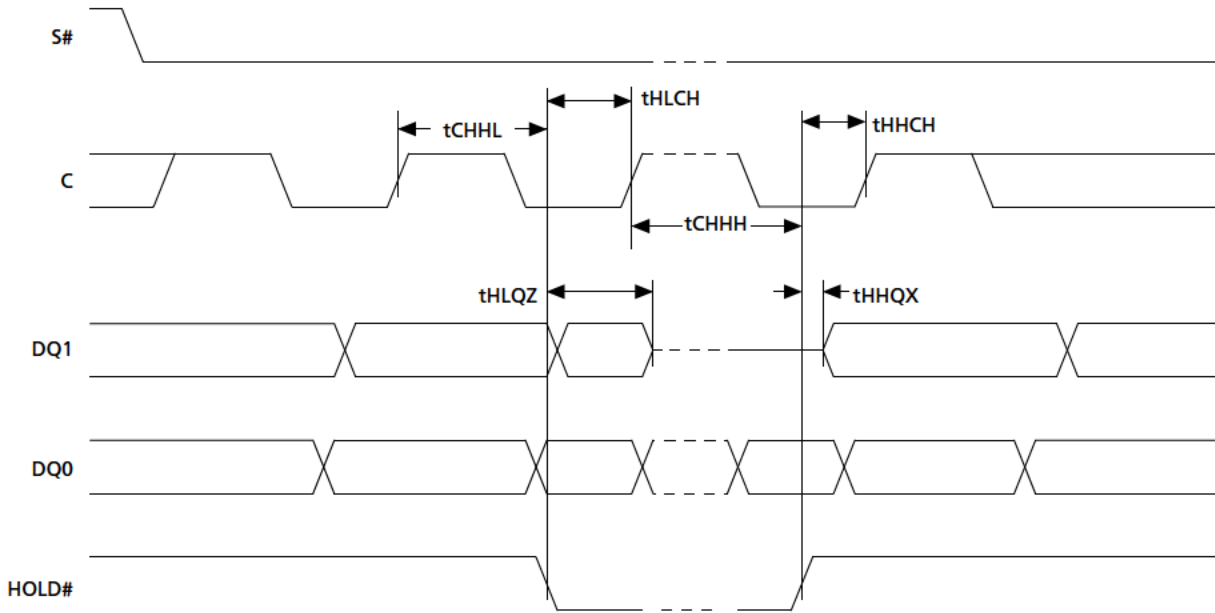 S#
tHLCH
tHHCH
tCHHL
C
tCHHH
tHLQZ
tHHQX
DQ1
DQ0
HOLD#